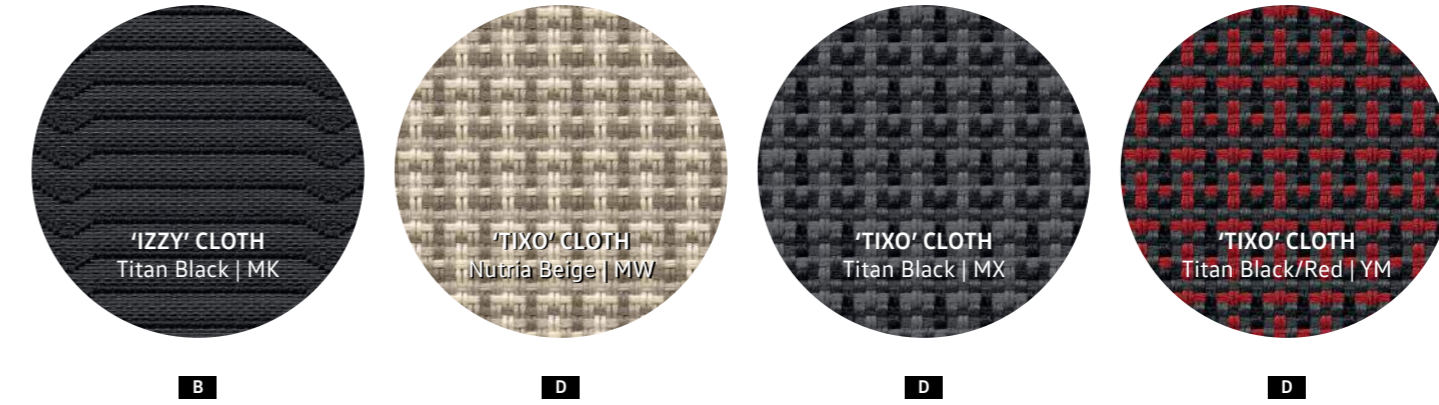 ‘IZZY’ CLOTH
Titan Black | MK
B
‘TIXO’ CLOTH
Nutria Beige | MW
D
‘TIXO’ CLOTH
Titan Black | MX
D
‘TIXO’ CLOTH
Titan Black/Red | YM
D